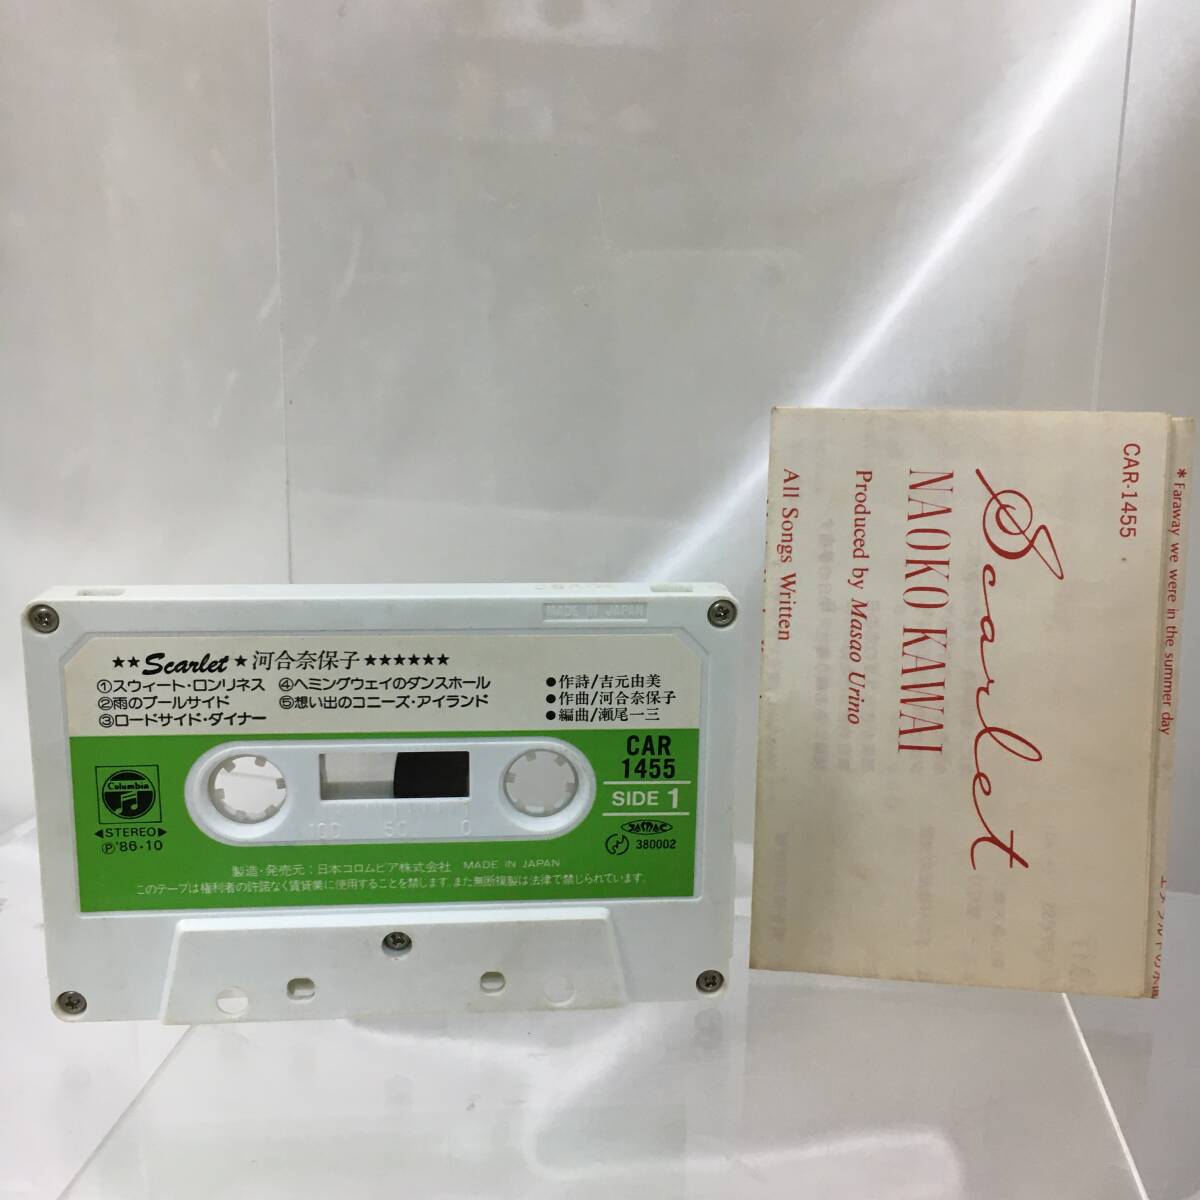 MADE IN JAPAN
★★Scarlet★河合奈保子★★★★★★
①スウィート・ロンリネス ④ヘミングウェイのダンスホール
②雨のプールサイド ⑤想い出のコニーズ・アイランド
③ロードサイド・ダイナー
●作詩/吉元由美
●作曲/河合奈保子
●編曲/瀬尾一三
Columbia
◀STEREO▶
Ⓟ'86-10
100 50 0
CAR
1455
SIDE 1
JASRAC
380002
製造・発売元:日本コロムビア株式会社 MADE IN JAPAN
このテープは権利者の許諾なく賃貸業に使用することを禁じます。また無断複製は法律で禁じられています。
* Faraway we were in the summer day
CAR-1455
Scarlet
NAOKO KAWAI
Produced by Masao Urino
All Songs Written